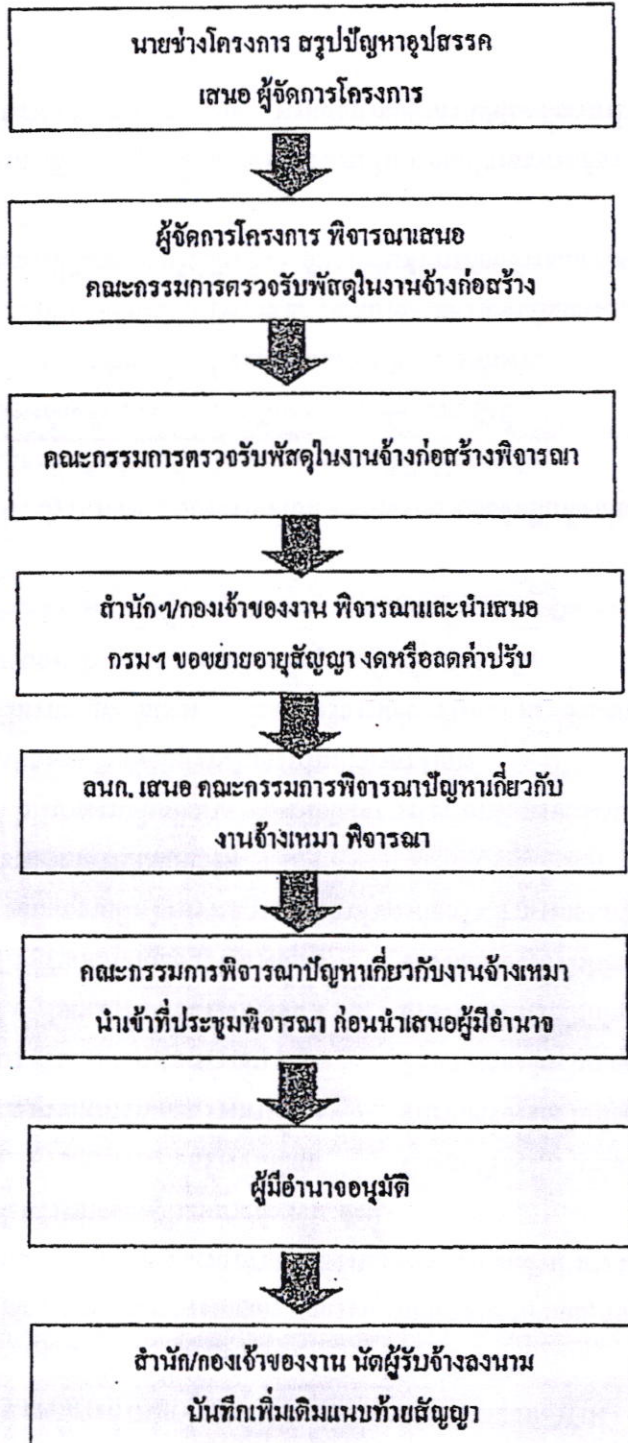 นายช่างโครงการ สรุปปัญหาอุปสรรค
เสนอ ผู้จัดการโครงการ
ผู้จัดการโครงการ พิจารณาเสนอ
คณะกรรมการตรวจรับพัสดุในงานจ้างก่อสร้าง
คณะกรรมการตรวจรับพัสดุในงานจ้างก่อสร้างพิจารณา
สำนักฯ/กองเจ้าของงาน พิจารณาและนำเสนอ
กรมฯ ขอขยายอายุสัญญา งดหรือลดค่าปรับ
ลนก. เสนอ คณะกรรมการพิจารณาปัญหาเกี่ยวกับ
งานจ้างเหมา พิจารณา
คณะกรรมการพิจารณาปัญหาเกี่ยวกับงานจ้างเหมา
นำเข้าที่ประชุมพิจารณา ก่อนนำเสนอผู้มีอำนาจ
ผู้มีอำนาจอนุมัติ
สำนัก/กองเจ้าของงาน นัดผู้รับจ้างลงนาม
บันทึกเพิ่มเติมแนบท้ายสัญญา